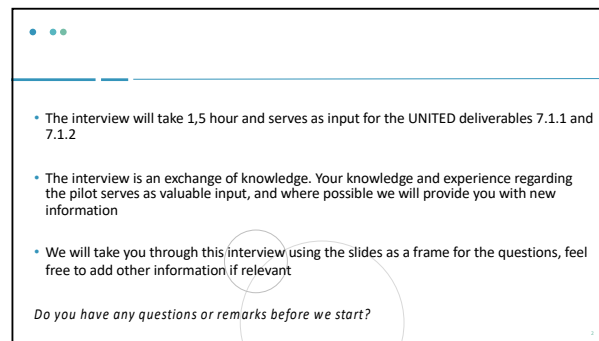 • The interview will take 1,5 hour and serves as input for the UNITED deliverables 7.1.1 and
7.1.2
• The interview is an exchange of knowledge. Your knowledge and experience regarding
the pilot serves as valuable input, and where possible we will provide you with new
information
• We will take you through this interview using the slides as a frame for the questions, feel
free to add other information if relevant
Do you have any questions or remarks before we start?